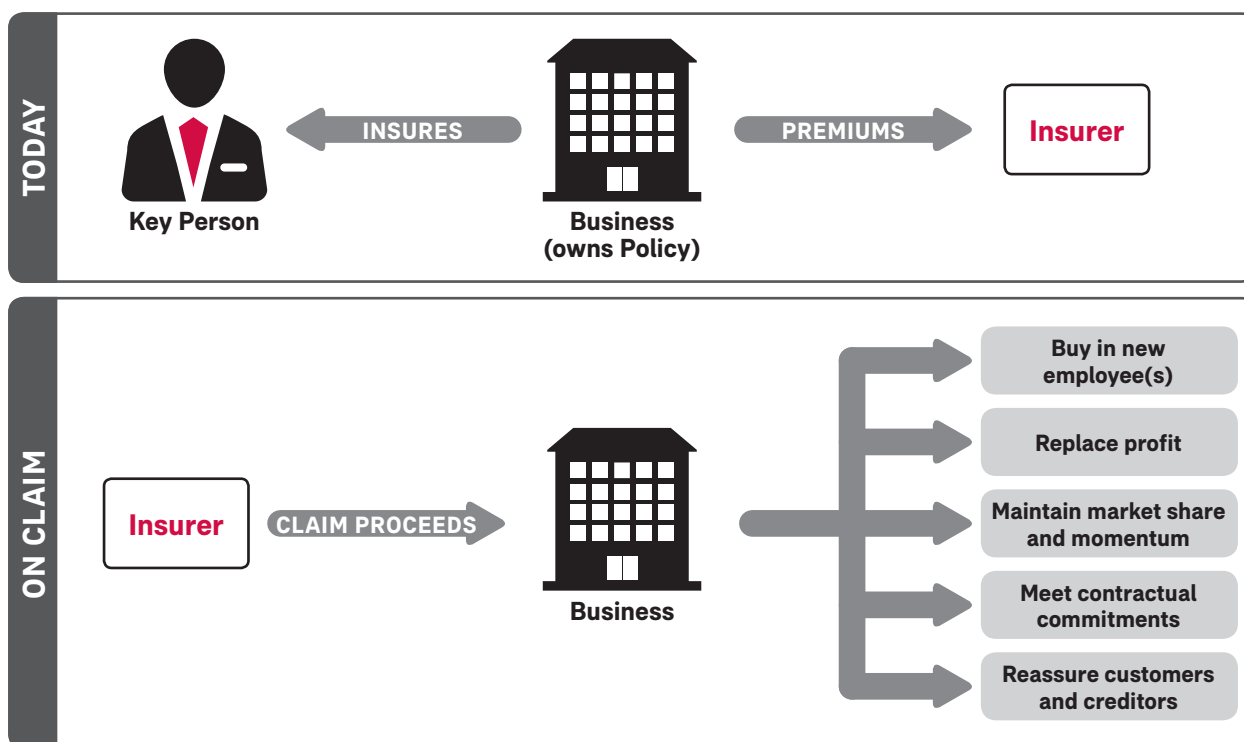 TODAY
INSURES
PREMIUMS
Insurer
Key Person
Business
(owns Policy)
ON CLAIM
Insurer
CLAIM PROCEEDS
Business
Buy in new
employee(s)
Replace profit
Maintain market share
and momentum
Meet contractual
commitments
Reassure customers
and creditors